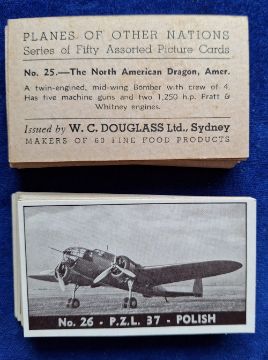 PLANES OF OTHER NATIONS
Series of Fifty Assorted Picture Cards
No. 25.—The North American Dragon, Amer.
A twin-engined, mid-wing Bomber with crew of 4.
Has five machine guns and two 1,250 h.p. Pratt &
Whitney engines.
Issued by W. C. DOUGLASS Ltd., Sydney
MAKERS OF 60 FINE FOOD PRODUCTS
No. 26 - P.Z.L. 37 - POLISH